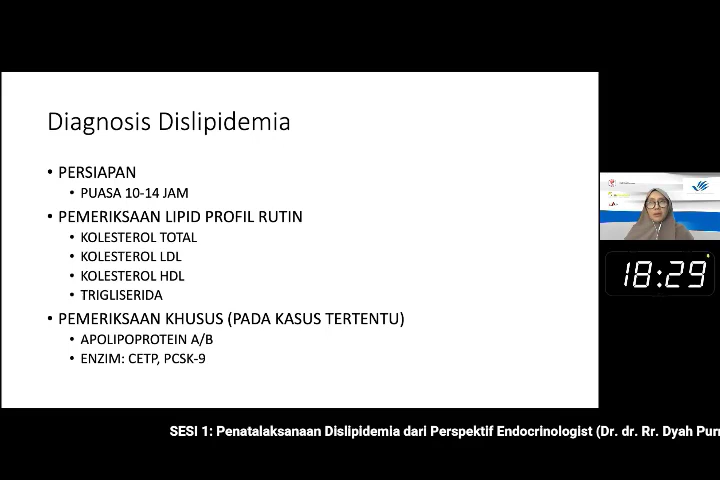 Diagnosis Dislipidemia
• PERSIAPAN
• PUASA 10-14 JAM
• PEMERIKSAAN LIPID PROFIL RUTIN
• KOLESTEROL TOTAL
• KOLESTEROL LDL
• KOLESTEROL HDL
• TRIGLISERIDA
• PEMERIKSAAN KHUSUS (PADA KASUS TERTENTU)
• APOLIPOPROTEIN A/B
• ENZIM: CETP, PCSK-9
18:29
SESI 1: Penatalaksanaan Dislipidemia dari Perspektif Endocrinologist (Dr. dr. Rr. Dyah